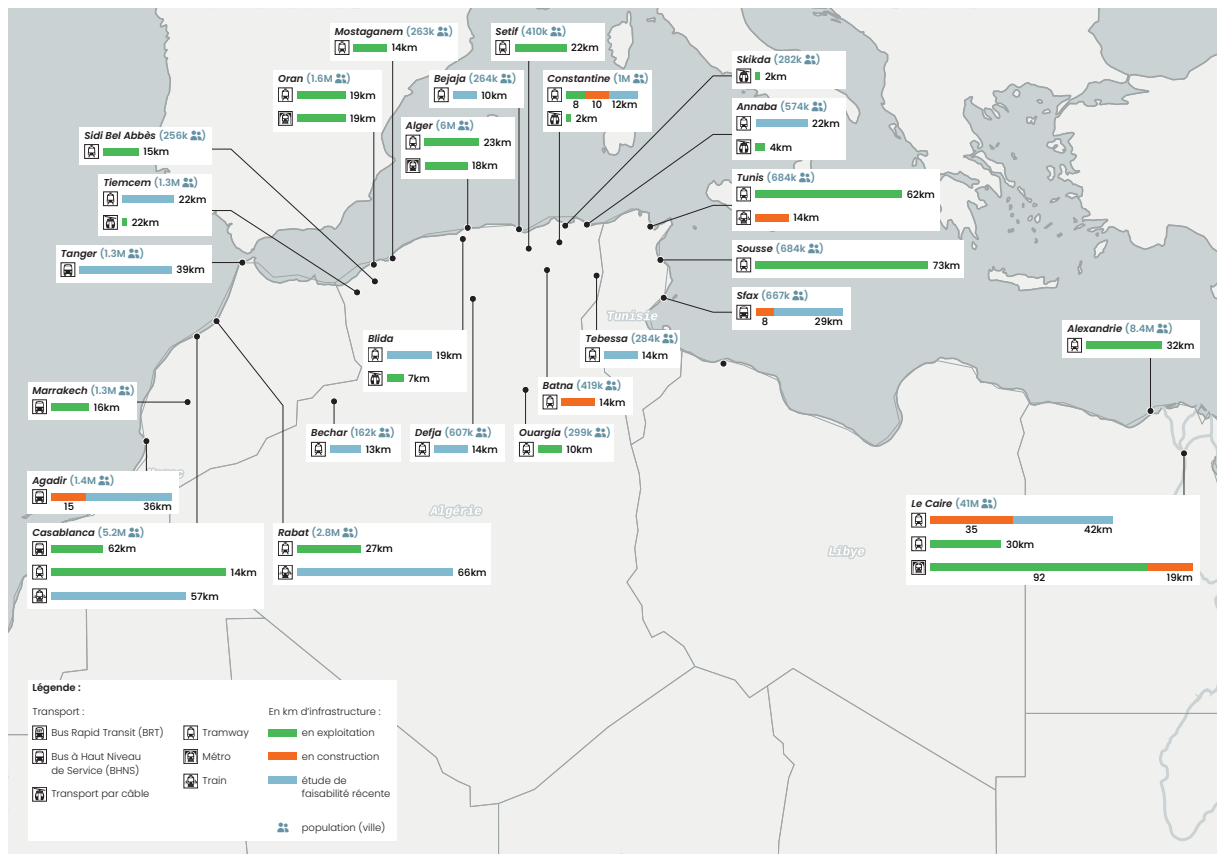 Mostaganem (263k)
14km
Setif (410k)
22km
Oran (1.6M)
19km
19km
Bejaja (264k)
10km
Constantine (1M)
8 10 12km
2km
Skikda (282k)
2km
Annaba (574k)
22km
4km
Alger (6M)
23km
18km
Sidi Bel Abbès (256k)
15km
Tiemcem (1.3M)
22km
22km
Tanger (1.3M)
39km
Tunis (684k)
62km
14km
Sousse (684k)
73km
Sfax (667k)
8 29km
Tunisie
Alexandrie (8.4M)
32km
Blida
19km
7km
Tebessa (284k)
14km
Batna (419k)
14km
Marrakech (1.3M)
16km
Bechar (162k)
13km
Defja (607k)
14km
Ouargia (299k)
10km
Agadir (1.4M)
15 36km
Algérie
Libye
Le Caire (41M)
35 42km
30km
92 19km
Casablanca (5.2M)
62km
14km
57km
Rabat (2.8M)
27km
66km
Légende :
Transport :
Bus Rapid Transit (BRT)
Bus à Haut Niveau
de Service (BHNS)
Transport par câble
Tramway
Métro
Train
En km d'infrastructure :
en exploitation
en construction
étude de
faisabilité récente
population (ville)